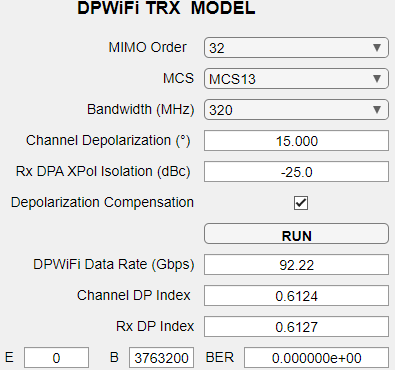 DPWiFi TRX MODEL
MIMO Order 32
MCS MCS13
Bandwidth (MHz) 320
Channel Depolarization (°) 15.000
Rx DPA XPol Isolation (dBc) -25.0
Depolarization Compensation
RUN
DPWiFi Data Rate (Gbps) 92.22
Channel DP Index 0.6124
Rx DP Index 0.6127
E 0 B 3763200 BER 0.000000e+00